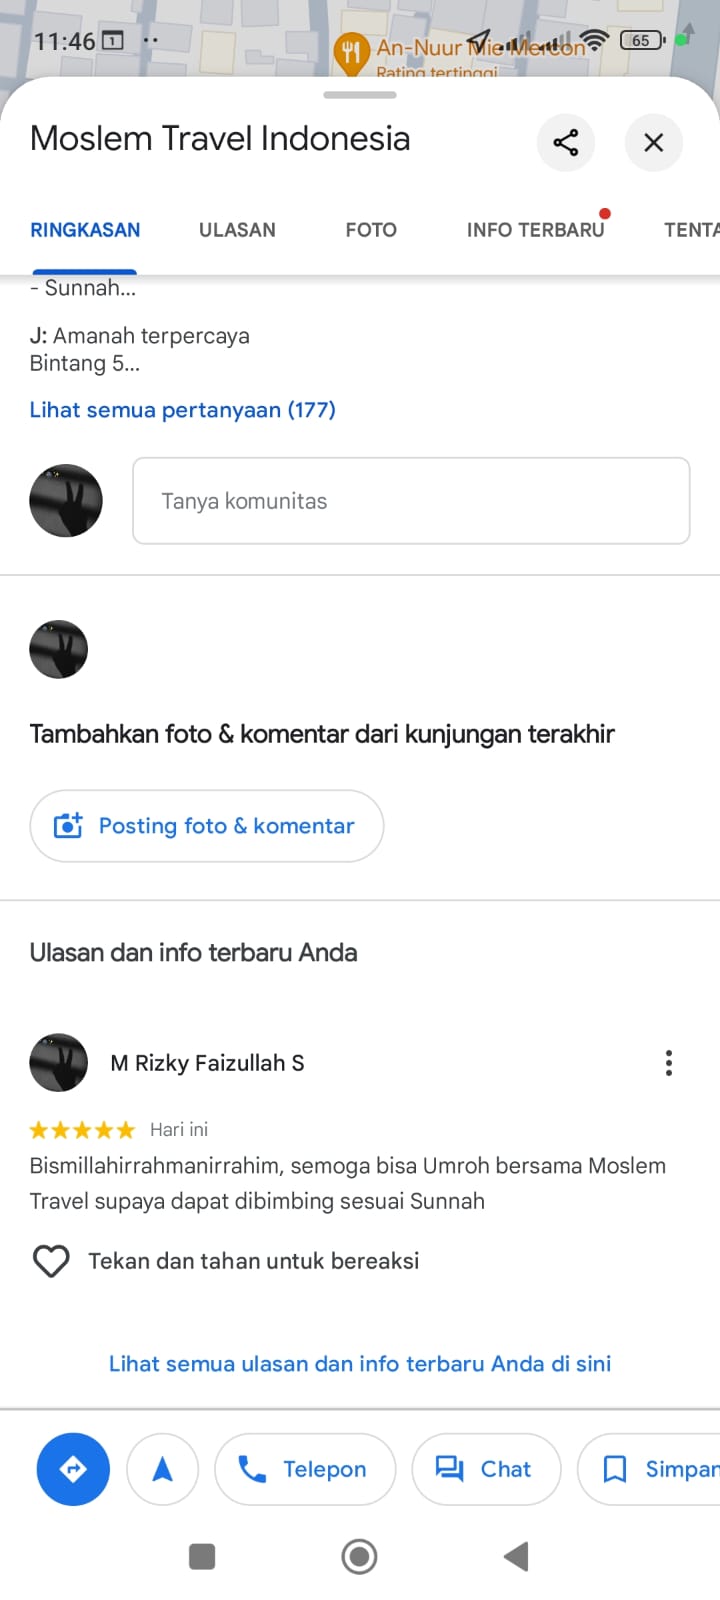 11:46
An-Nuur Mie Mercon
65
Rating tertinggi
Moslem Travel Indonesia
RINGKASAN
ULASAN
FOTO
INFO TERBARU
TENTA
- Sunnah...
J: Amanah terpercaya
Bintang 5...
Lihat semua pertanyaan (177)
Tanya komunitas
Tambahkan foto & komentar dari kunjungan terakhir
Posting foto & komentar
Ulasan dan info terbaru Anda
M Rizky Faizullah S
Hari ini
Bismillahirrahmanirrahim, semoga bisa Umroh bersama Moslem
Travel supaya dapat dibimbing sesuai Sunnah
Tekan dan tahan untuk bereaksi
Lihat semua ulasan dan info terbaru Anda di sini
Telepon
Chat
Simpan